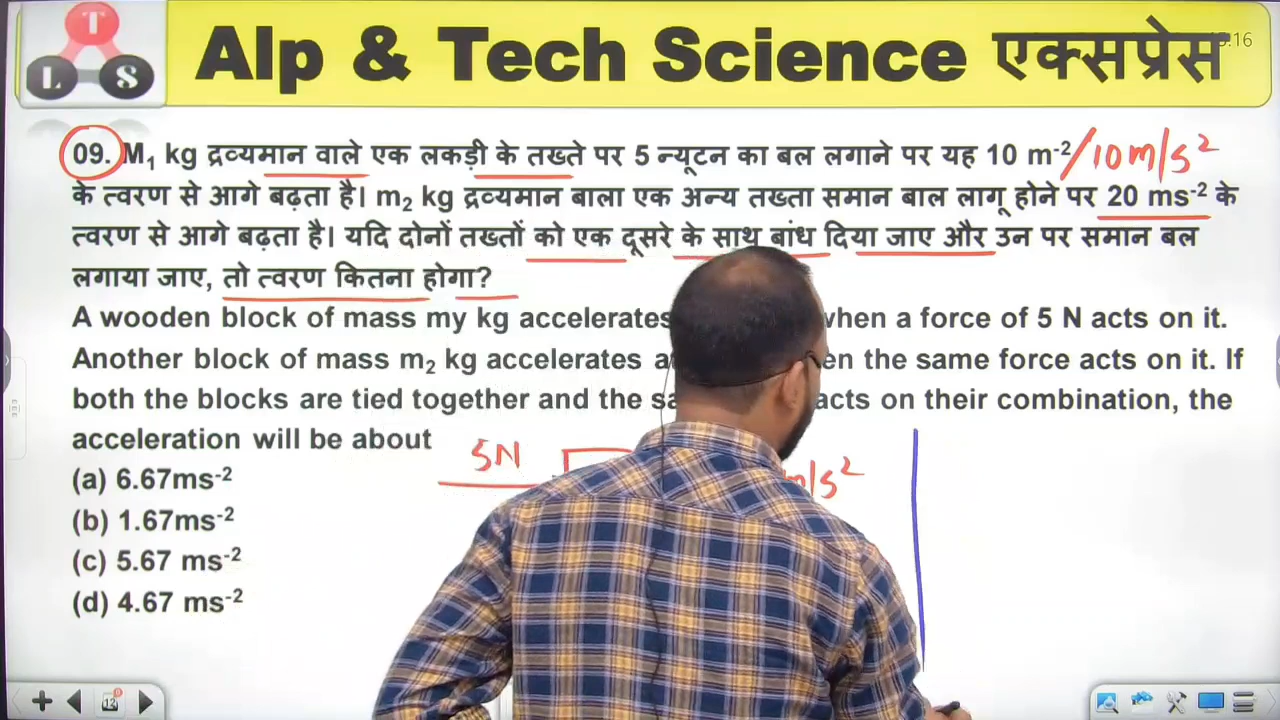 T
L S
Alp & Tech Science एक्सप्रेस
:16
09. M₁ kg द्रव्यमान वाले एक लकड़ी के तख्ते पर 5 न्यूटन का बल लगाने पर यह 10 m⁻² / 10 m/s²
के त्वरण से आगे बढ़ता है। m₂ kg द्रव्यमान बाला एक अन्य तख्ता समान बाल लागू होने पर 20 ms⁻² के
त्वरण से आगे बढ़ता है। यदि दोनों तख्तों को एक दूसरे के साथ बांध दिया जाए और उन पर समान बल
लगाया जाए, तो त्वरण कितना होगा?
A wooden block of mass my kg accelerates when a force of 5 N acts on it.
Another block of mass m₂ kg accelerates the same force acts on it. If
both the blocks are tied together and the acts on their combination, the
acceleration will be about
5N m/s²
(a) 6.67ms⁻²
(b) 1.67ms⁻²
(c) 5.67 ms⁻²
(d) 4.67 ms⁻²